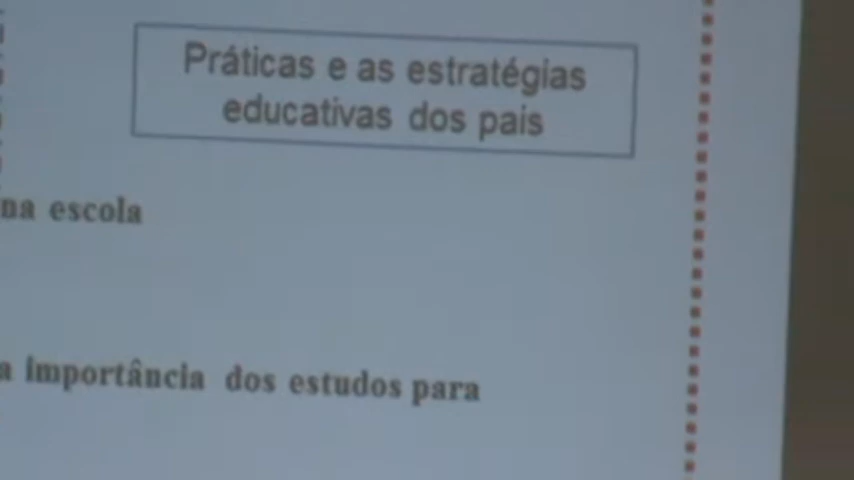 Práticas e as estratégias
educativas dos pais
na escola
a importância dos estudos para